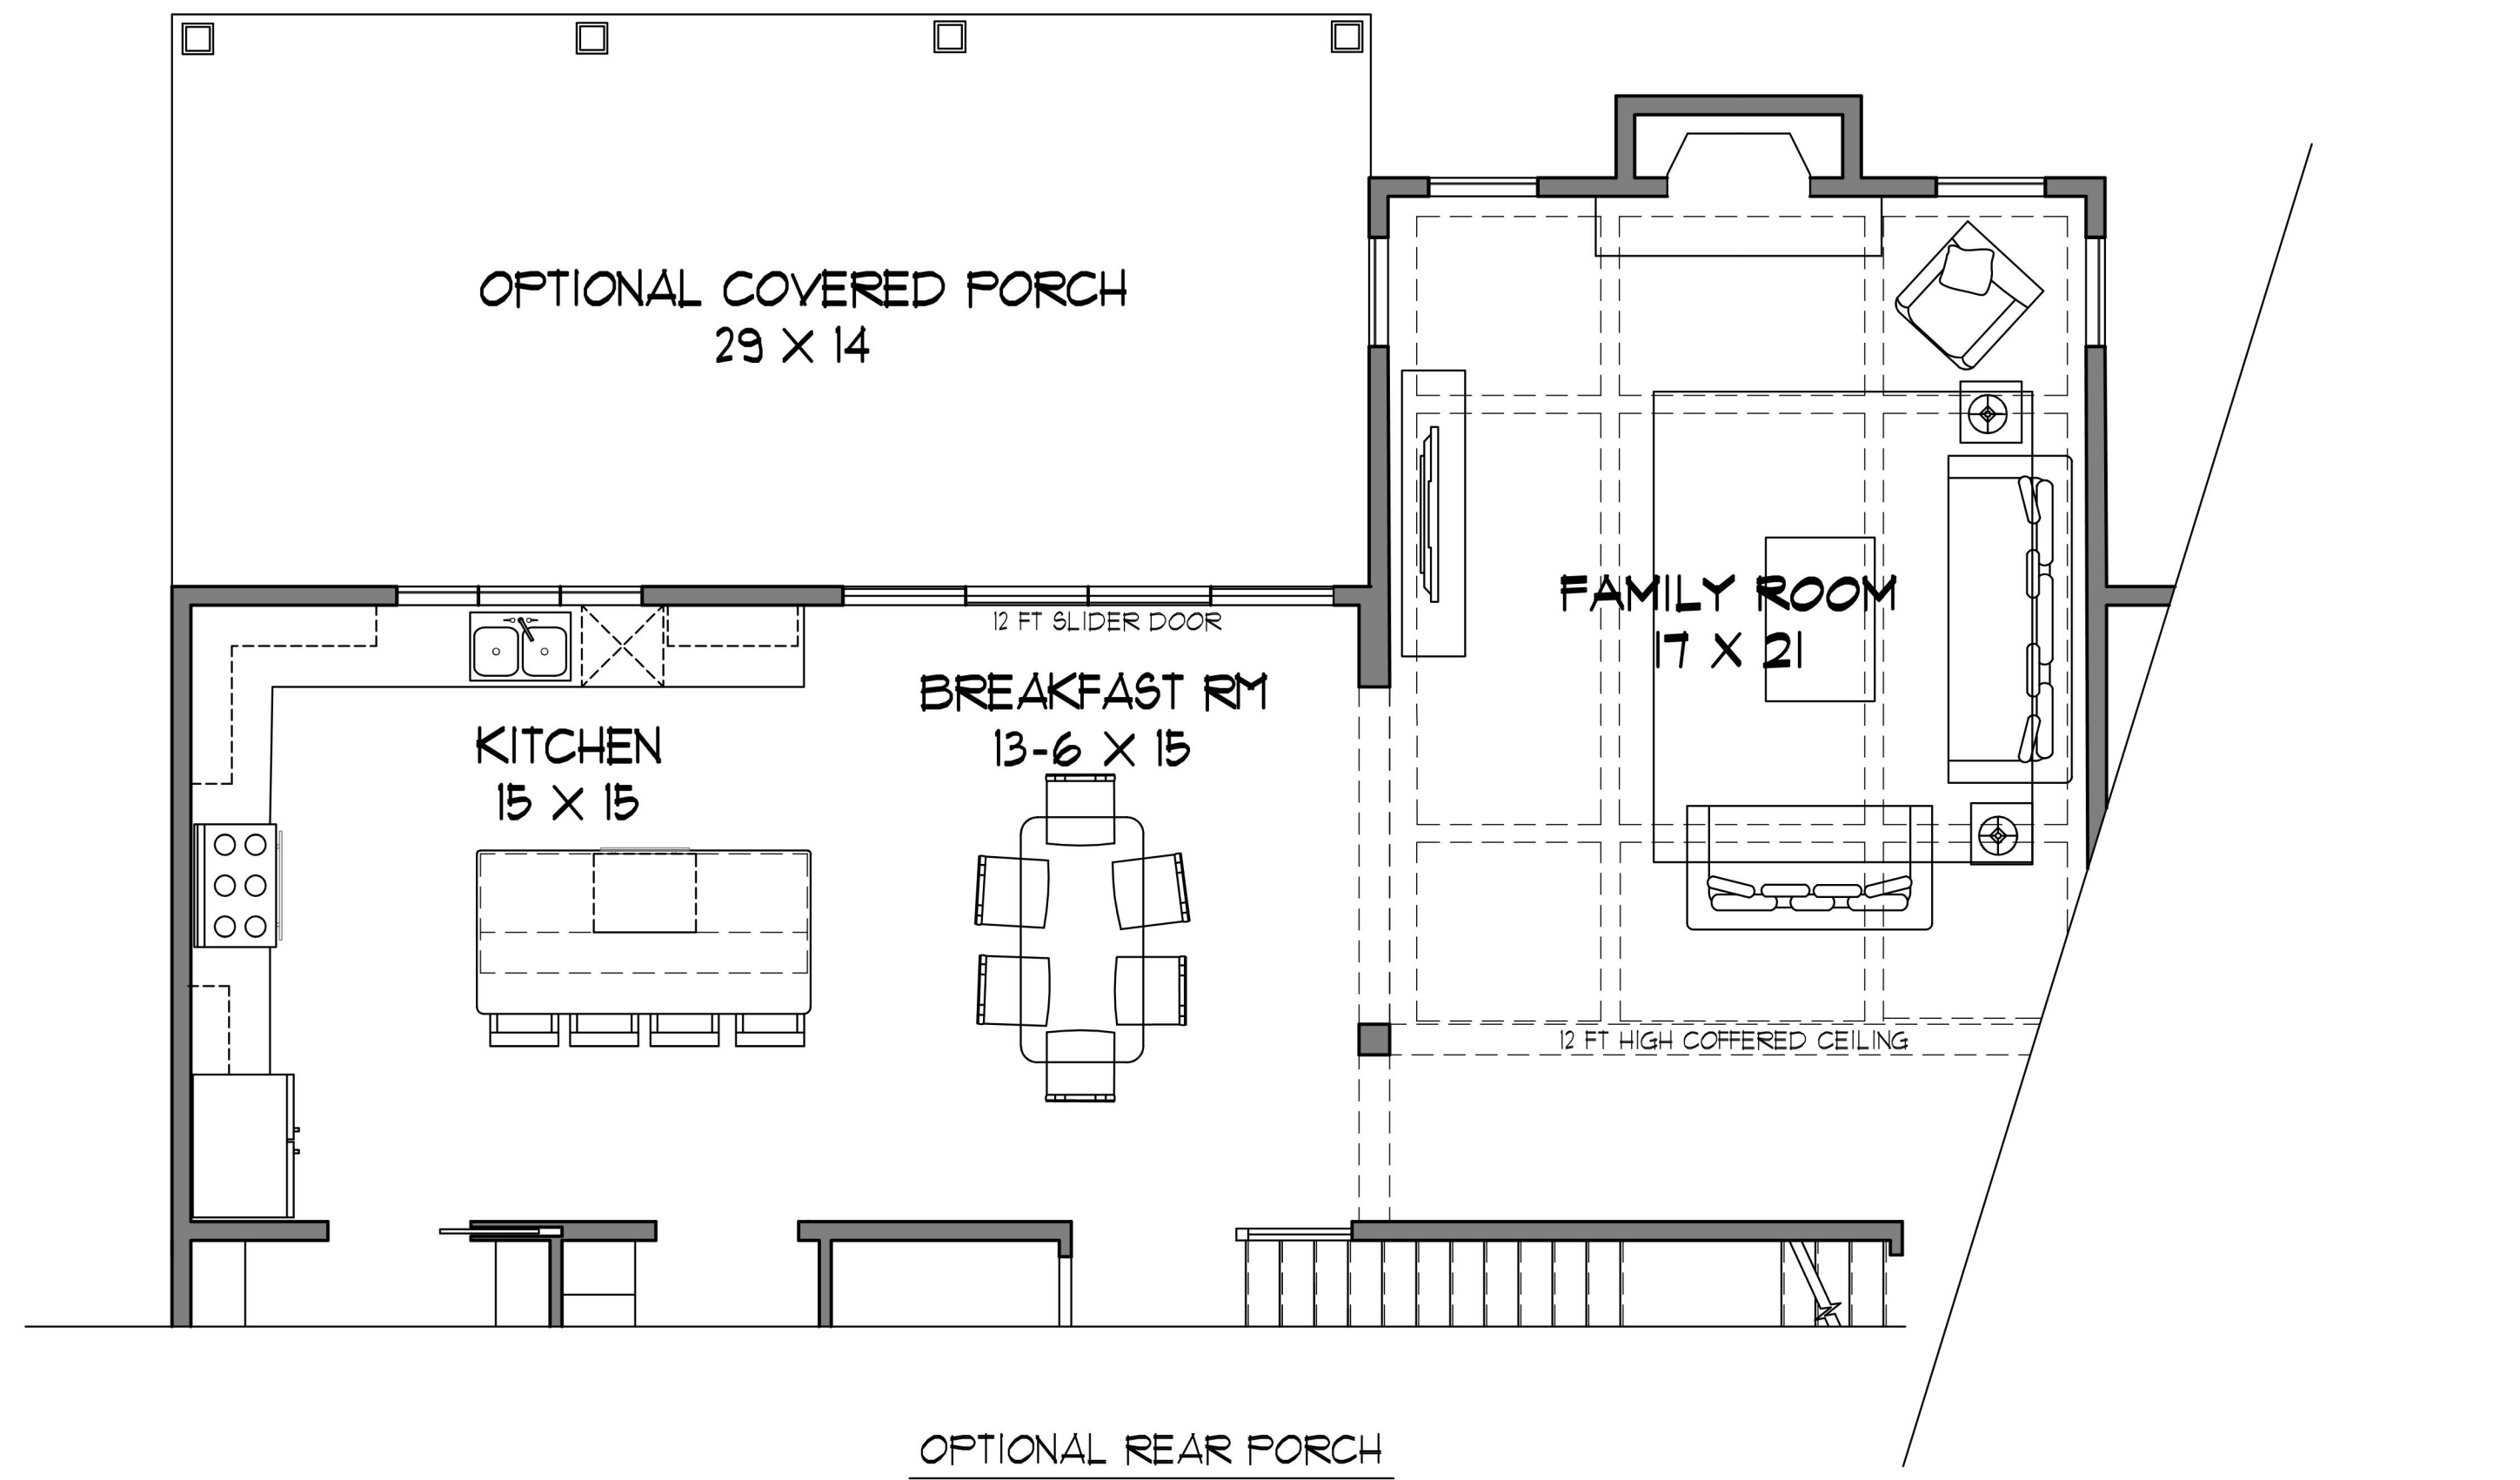 OPTIONAL COVERED PORCH
29 X 14
12 FT SLIDER DOOR
FAMILY ROOM
17 X 21
BREAKFAST RM
13-6 X 15
KITCHEN
15 X 15
12 FT HIGH COFFERED CEILING
OPTIONAL REAR PORCH